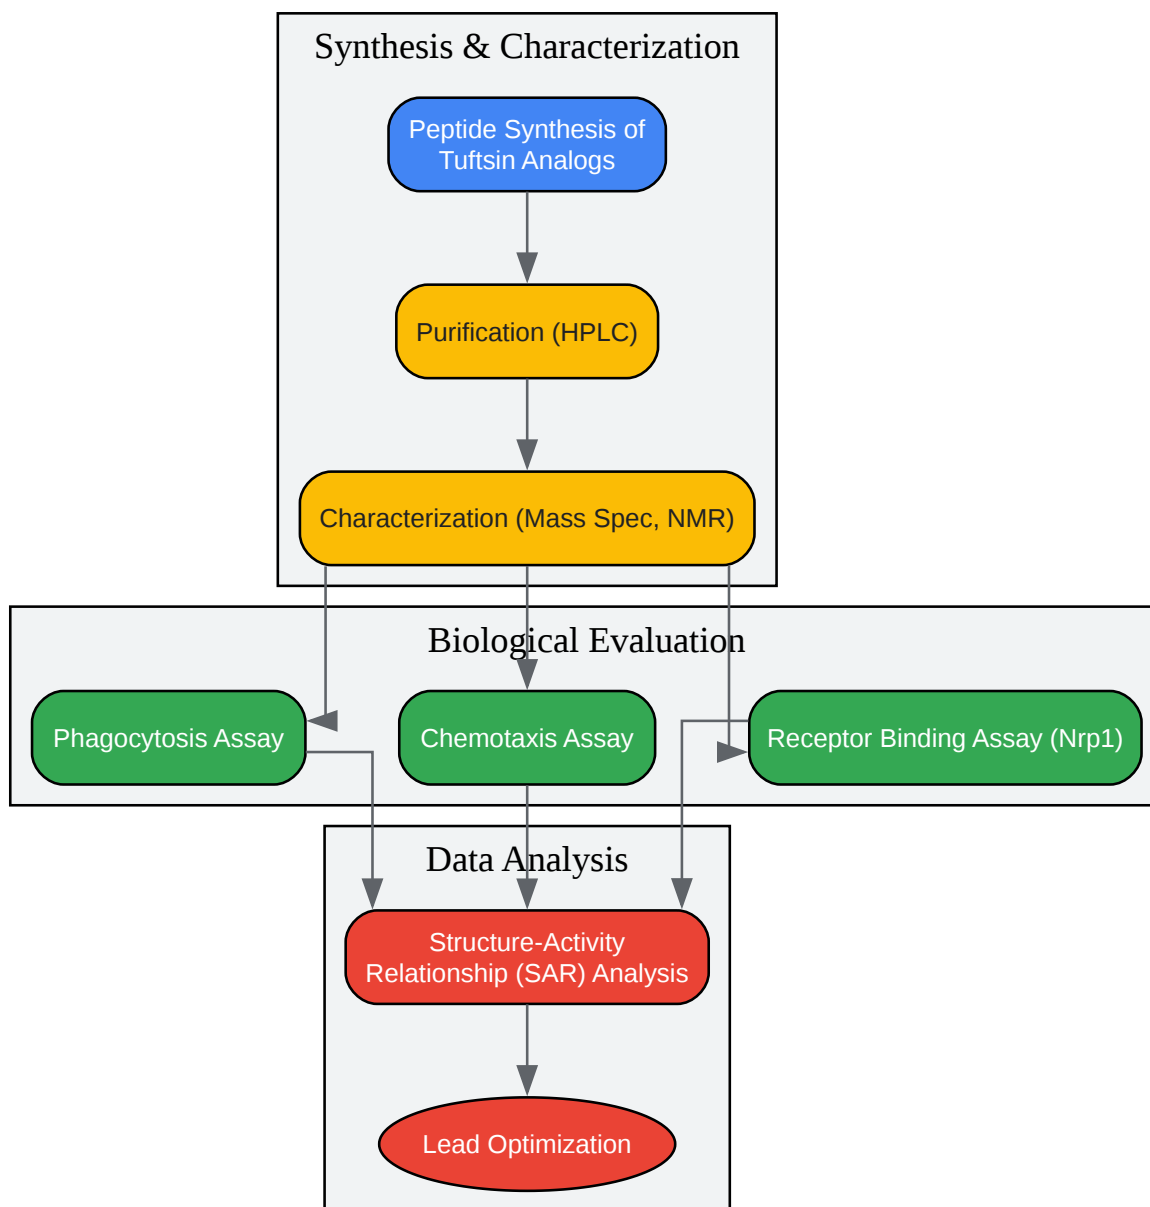 Synthesis & Characterization
Peptide Synthesis of
Tuftsin Analogs
Purification (HPLC)
Characterization (Mass Spec, NMR)
Biological Evaluation
Phagocytosis Assay
Chemotaxis Assay
Receptor Binding Assay (Nrp1)
Data Analysis
Structure-Activity
Relationship (SAR) Analysis
Lead Optimization